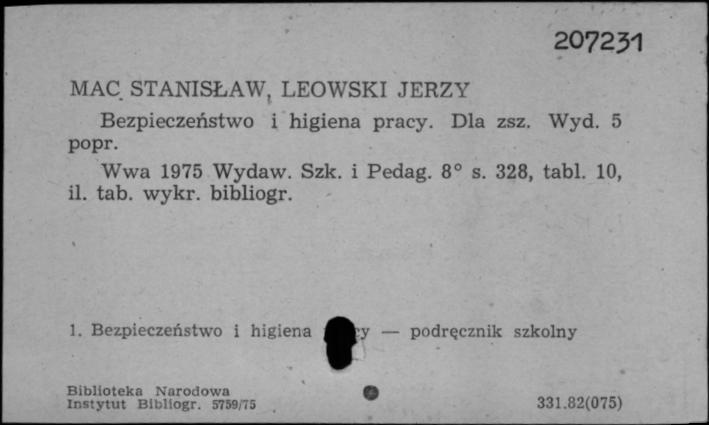 207231
MAC STANISŁAW, LEOWSKI JERZY
Bezpieczeństwo i higiena pracy. Dla zsz. Wyd. 5
popr.
Wwa 1975 Wydaw. Szk. i Pedag. 8° s. 328, tabl. 10,
il. tab. wykr. bibliogr.
1. Bezpieczeństwo i higiena — podręcznik szkolny
Biblioteka Narodowa
Instytut Bibliogr. 5759/75
331.82(075)